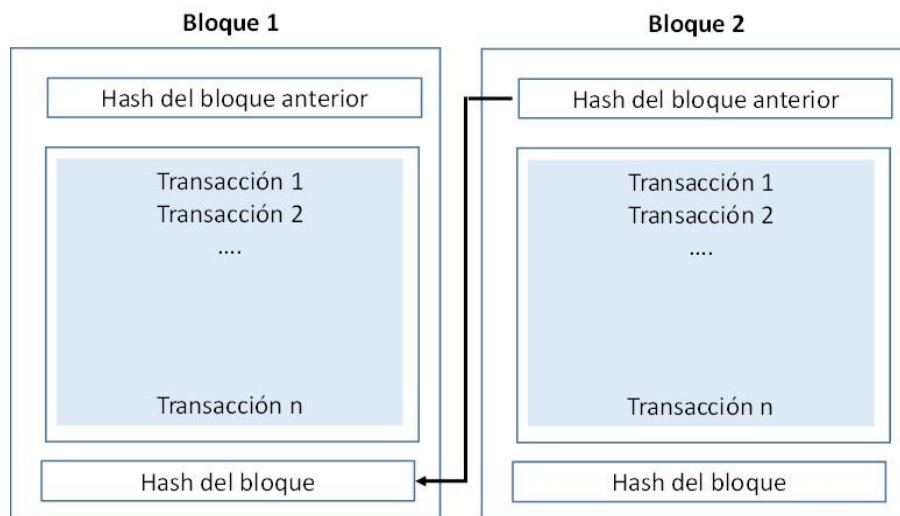 Bloque 1
Hash del bloque anterior
Transacción 1
Transacción 2
....
Transacción n
Hash del bloque
Bloque 2
Hash del bloque anterior
Transacción 1
Transacción 2
....
Transacción n
Hash del bloque